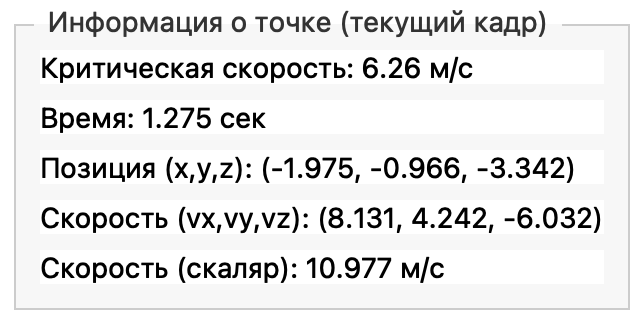 Информация о точке (текущий кадр)
Критическая скорость: 6.26 м/с
Время: 1.275 сек
Позиция (x,y,z): (-1.975, -0.966, -3.342)
Скорость (vx,vy,vz): (8.131, 4.242, -6.032)
Скорость (скаляр): 10.977 м/с